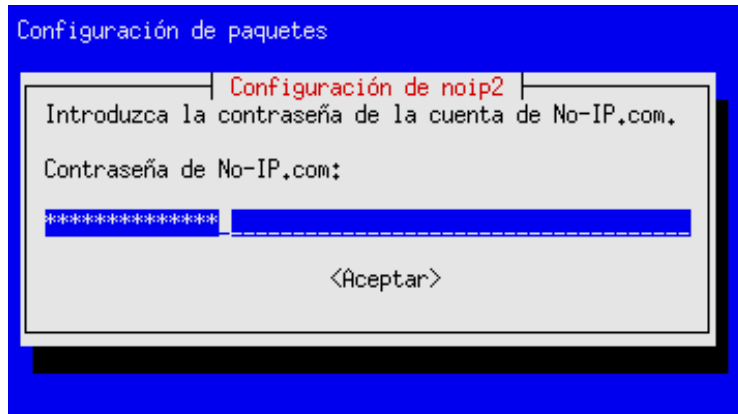 Configuración de paquetes
Configuración de noip2
Introduzca la contraseña de la cuenta de No-IP.com.
Contraseña de No-IP.com:
**************
<Aceptar>